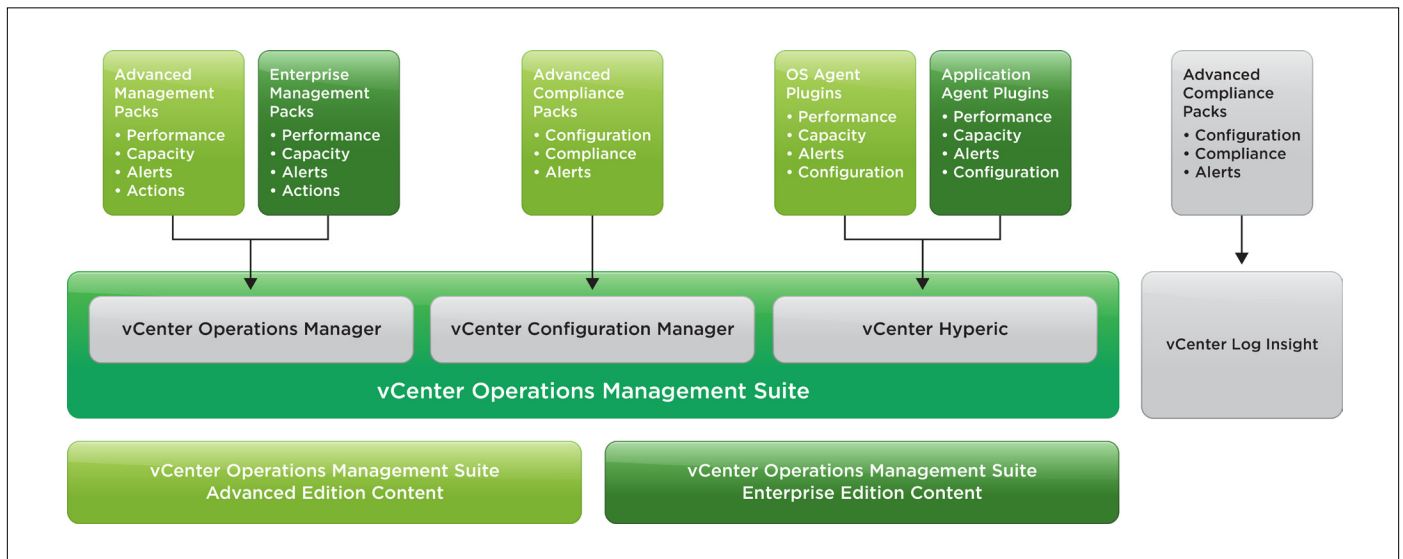 Advanced
Management
Packs
• Performance
• Capacity
• Alerts
• Actions
Enterprise
Management
Packs
• Performance
• Capacity
• Alerts
• Actions
Advanced
Compliance
Packs
• Configuration
• Compliance
• Alerts
OS Agent
Plugins
• Performance
• Capacity
• Alerts
• Configuration
Application
Agent Plugins
• Performance
• Capacity
• Alerts
• Configuration
Advanced
Compliance
Packs
• Configuration
• Compliance
• Alerts
vCenter Operations Manager
vCenter Configuration Manager
vCenter Hyperic
vCenter Operations Management Suite
vCenter Log Insight
vCenter Operations Management Suite
Advanced Edition Content
vCenter Operations Management Suite
Enterprise Edition Content